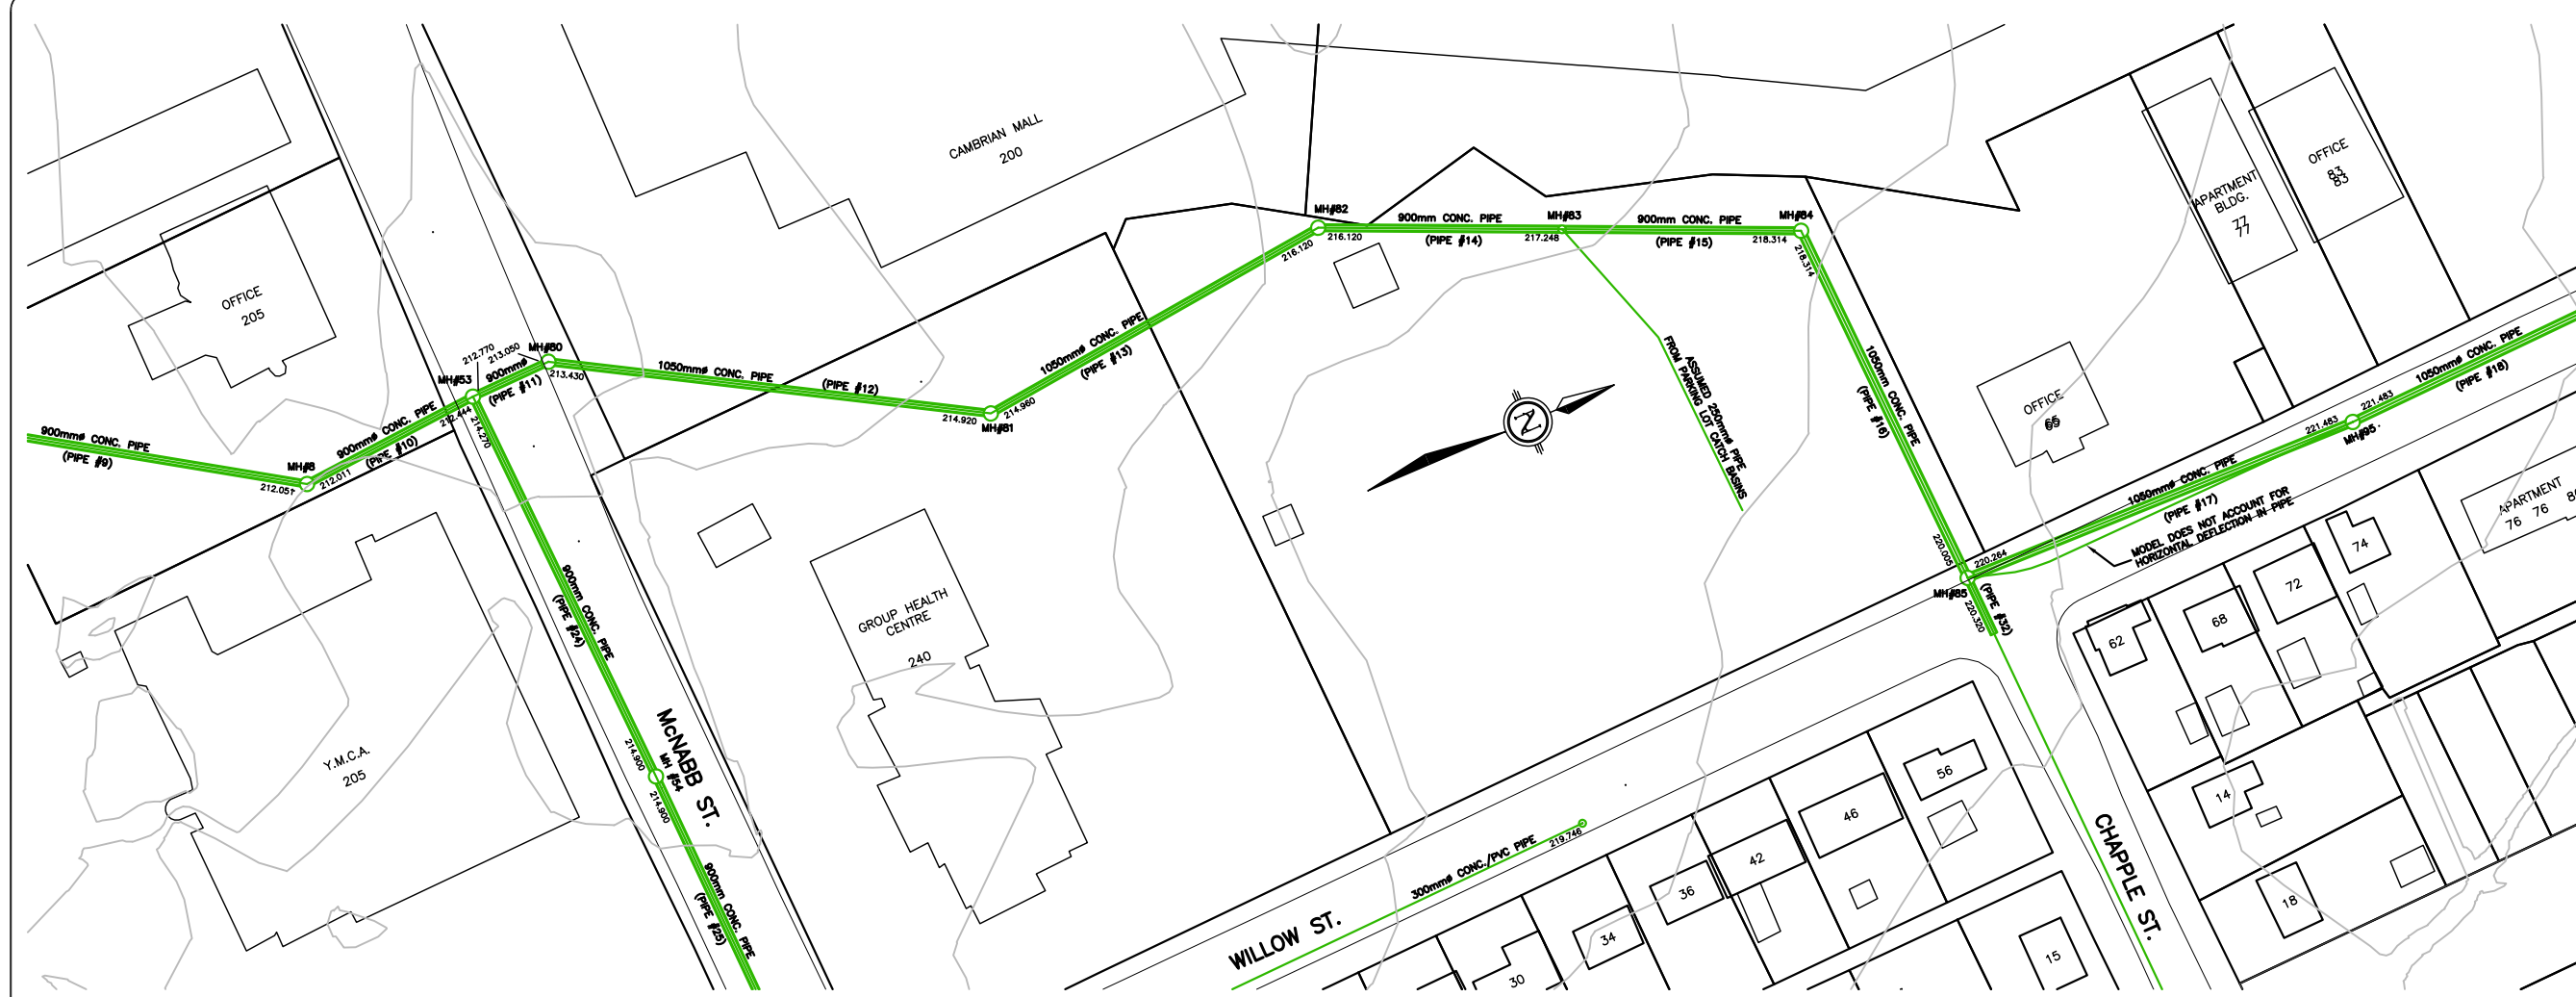 CAMBRIAN MALL
200
OFFICE
83
83
APARTMENT
BLDG.
77
77
MH#82
216.120
216.120
900mm CONC. PIPE
(PIPE #14)
MH#83
217.248
900mm CONC. PIPE
(PIPE #15)
MH#84
218.314
218.314
OFFICE
205
212.770
213.050
MH#80
213.430
900mmø
(PIPE #11)
MH#53
212.444
214.270
1050mmø CONC. PIPE
(PIPE #12)
1050mmø CONC. PIPE
(PIPE #13)
214.920
214.960
MH#81
900mmø CONC. PIPE
(PIPE #9)
MH#8
212.051
212.011
900mmø CONC. PIPE
(PIPE #10)
ASSUMED 250mmø PIPE
FROM PARKING LOT CATCH BASINS
N
1050mm CONC. PIPE
(PIPE #16)
OFFICE
1050mmø CONC. PIPE
(PIPE #18)
221.483
221.483
MH#95
1050mmø CONC. PIPE
(PIPE #17)
MODEL DOES NOT ACCOUNT FOR
HORIZONTAL DEFLECTION IN PIPE
APARTMENT
76 76
220.005
220.264
MH#85
(PIPE #32)
220.320
74
72
68
62
900mm CONC. PIPE
(PIPE #24)
GROUP HEALTH
CENTRE
240
McNABB ST.
214.900
MH #54
214.900
Y.M.C.A.
205
900mm CONC. PIPE
(PIPE #25)
WILLOW ST.
300mmø CONC./PVC PIPE
219.746
56
46
42
36
34
30
CHAPPLE ST.
14
18
15